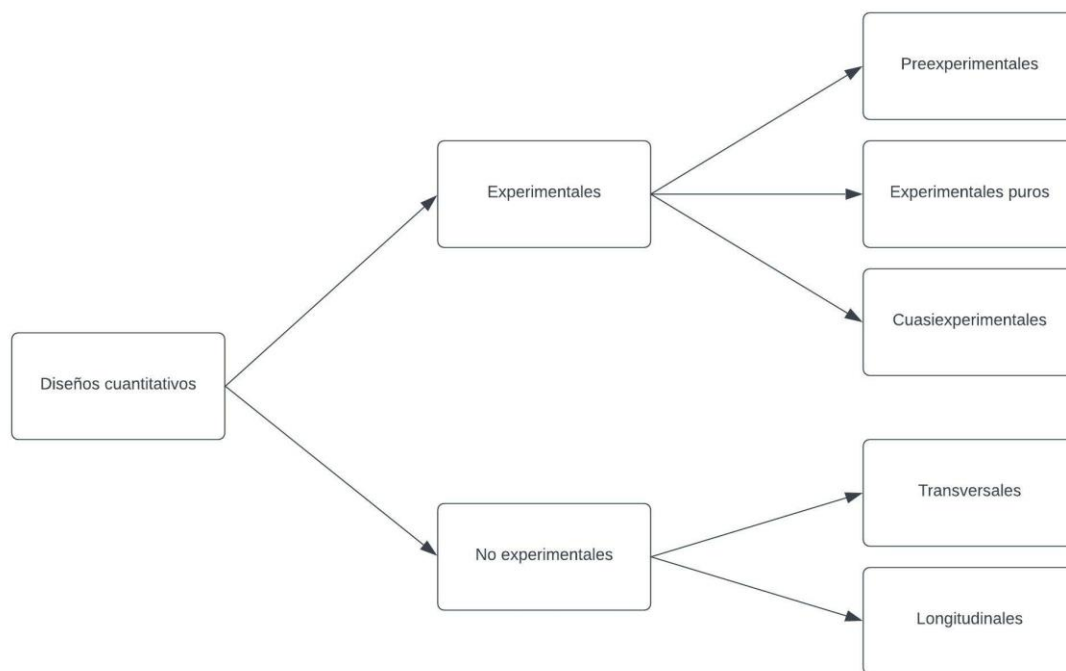 Preexperimentales
Experimentales
Experimentales puros
Cuasiexperimentales
Diseños cuantitativos
Transversales
No experimentales
Longitudinales